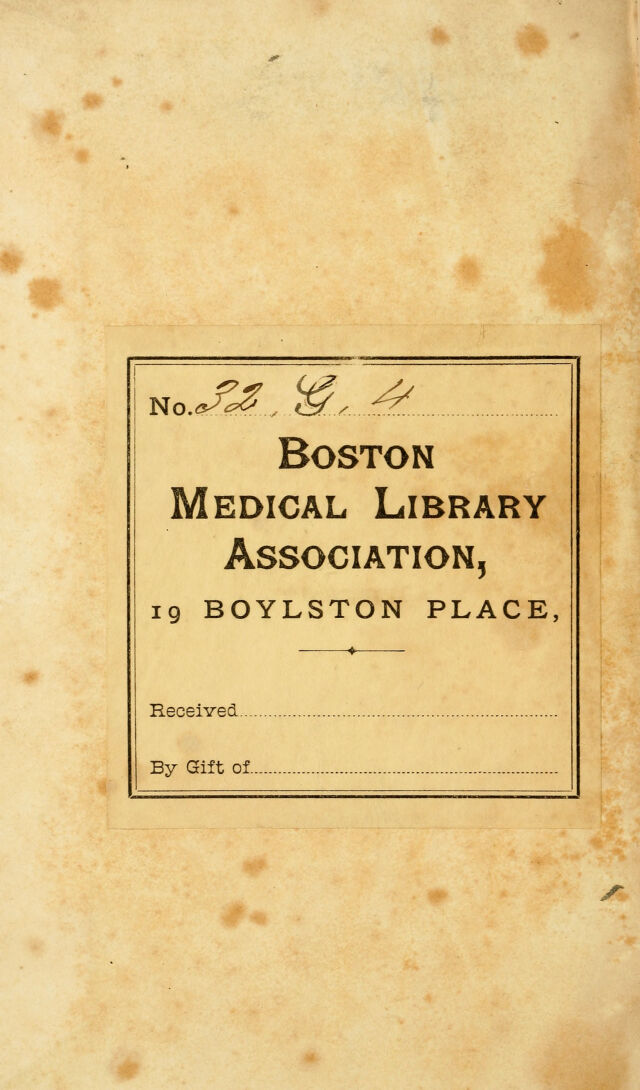 No. 32, G, 4
BOSTON
MEDICAL LIBRARY
ASSOCIATION,
19 BOYLSTON PLACE,
Received
By Gift of